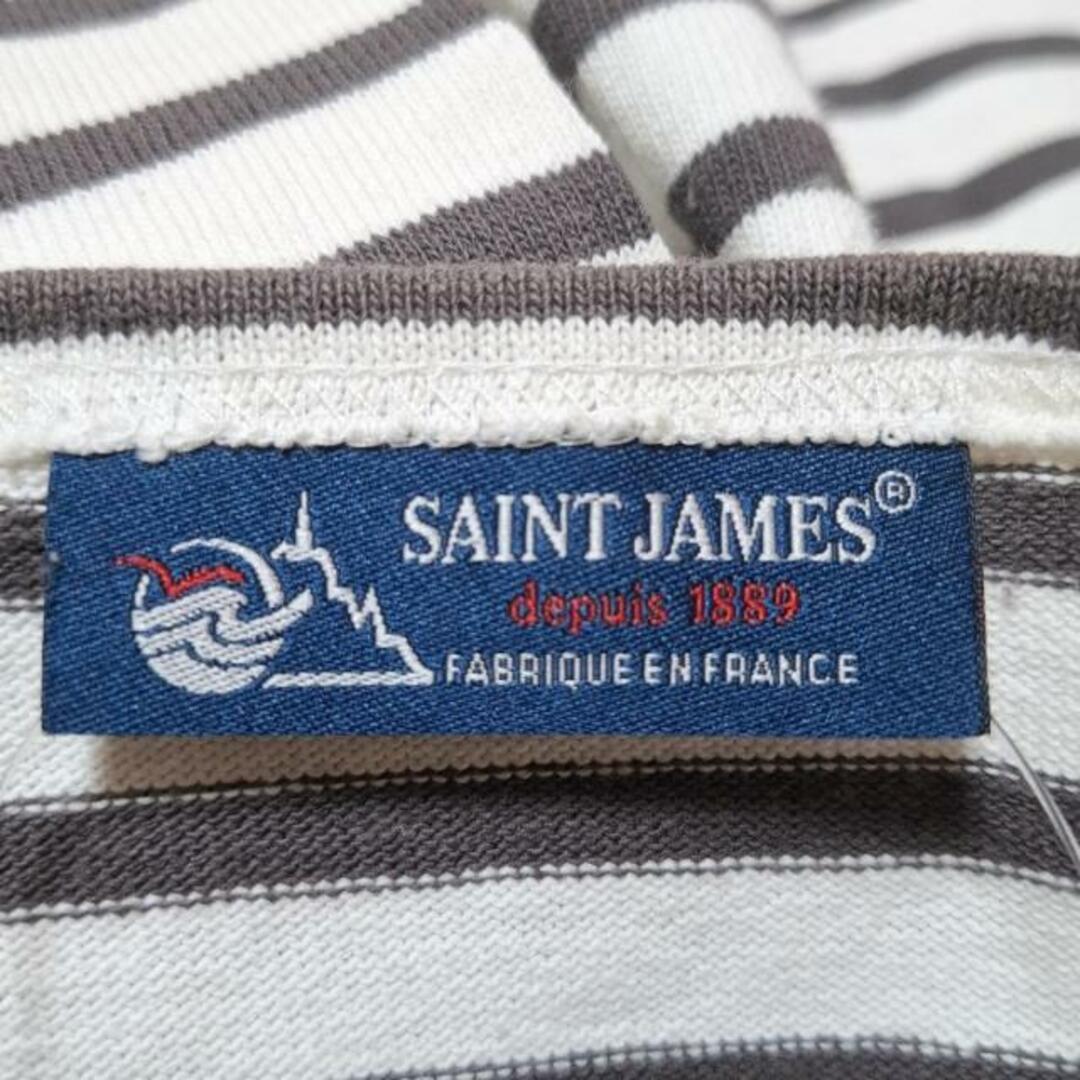 SAINT JAMES®
depuis 1889
FABRIQUE EN FRANCE